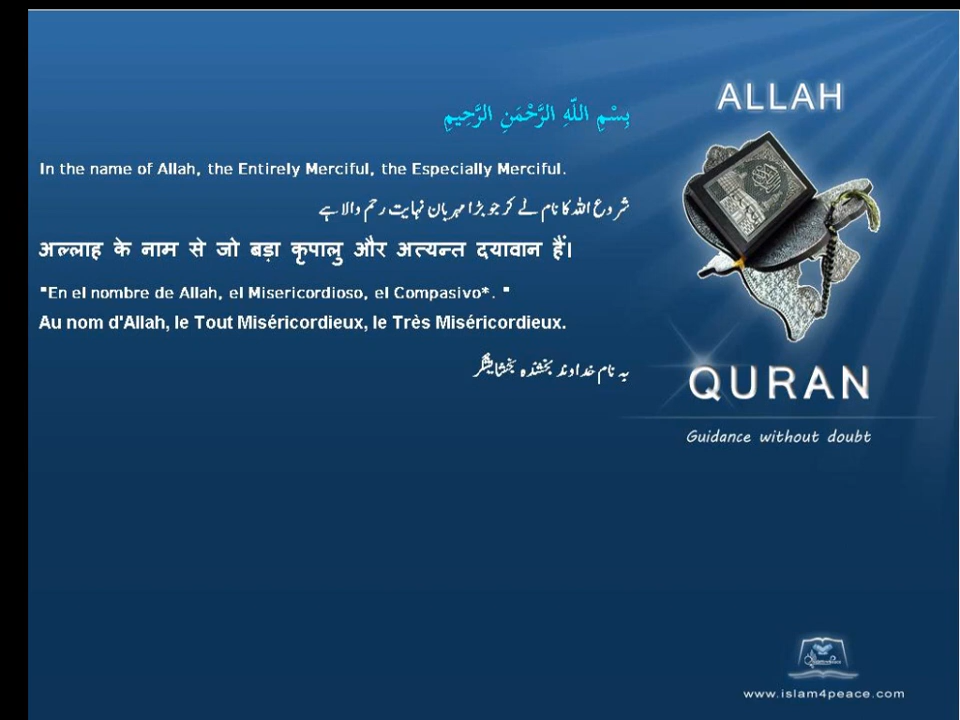 بِسْمِ اللَّهِ الرَّحْمَنِ الرَّحِيمِ
In the name of Allah, the Entirely Merciful, the Especially Merciful.
شروع الله کا نام لے کر جو بڑا مہربان نہایت رحم والا ہے
अल्लाह के नाम से जो बड़ा कृपालु और अत्यन्त दयावान हैं।
"En el nombre de Allah, el Misericordioso, el Compasivo*. "
Au nom d'Allah, le Tout Miséricordieux, le Très Miséricordieux.
به نام خداوند بخشنده بخشایشگر
ALLAH
QURAN
Guidance without doubt
www.islam4peace.com